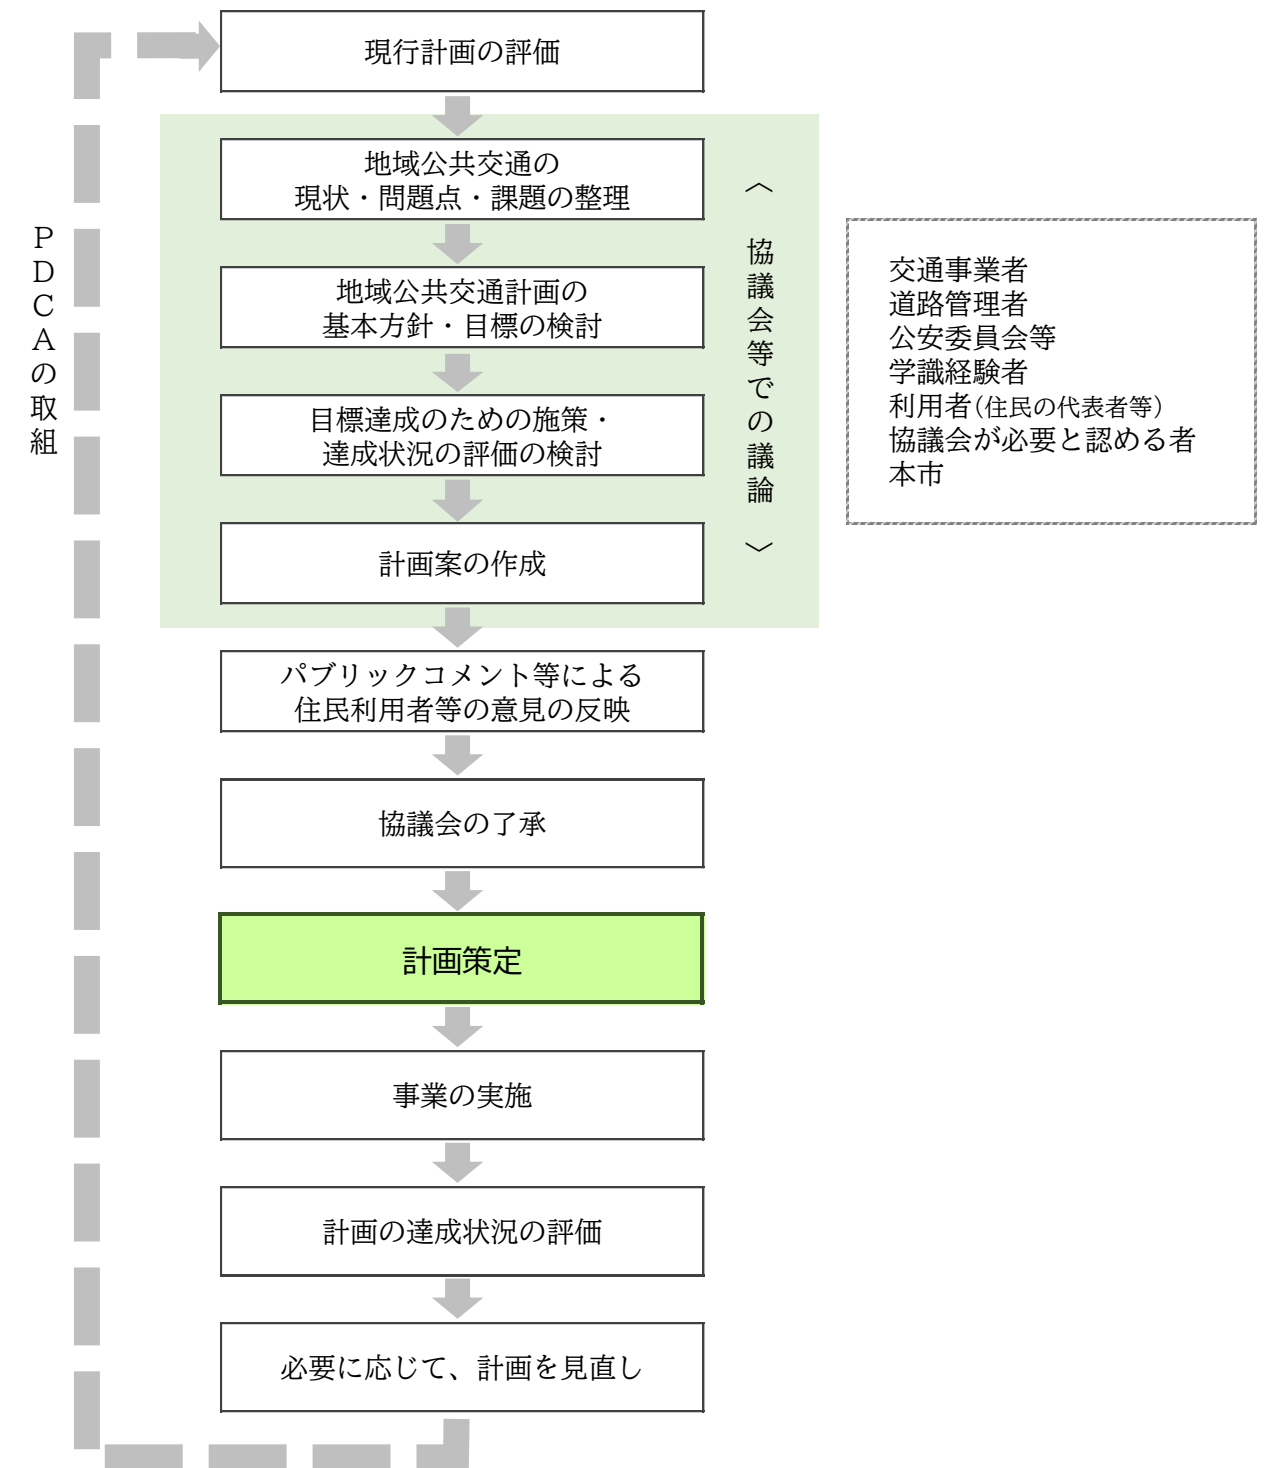 現行計画の評価
地域公共交通の
現状・問題点・課題の整理
地域公共交通計画の
基本方針・目標の検討
目標達成のための施策・
達成状況の評価の検討
計画案の作成
〈 協議会等での議論 〉
交通事業者
道路管理者
公安委員会等
学識経験者
利用者(住民の代表者等)
協議会が必要と認める者
本市
パブリックコメント等による
住民利用者等の意見の反映
協議会の了承
計画策定
事業の実施
計画の達成状況の評価
必要に応じて、計画を見直し
ＰＤＣＡの取組